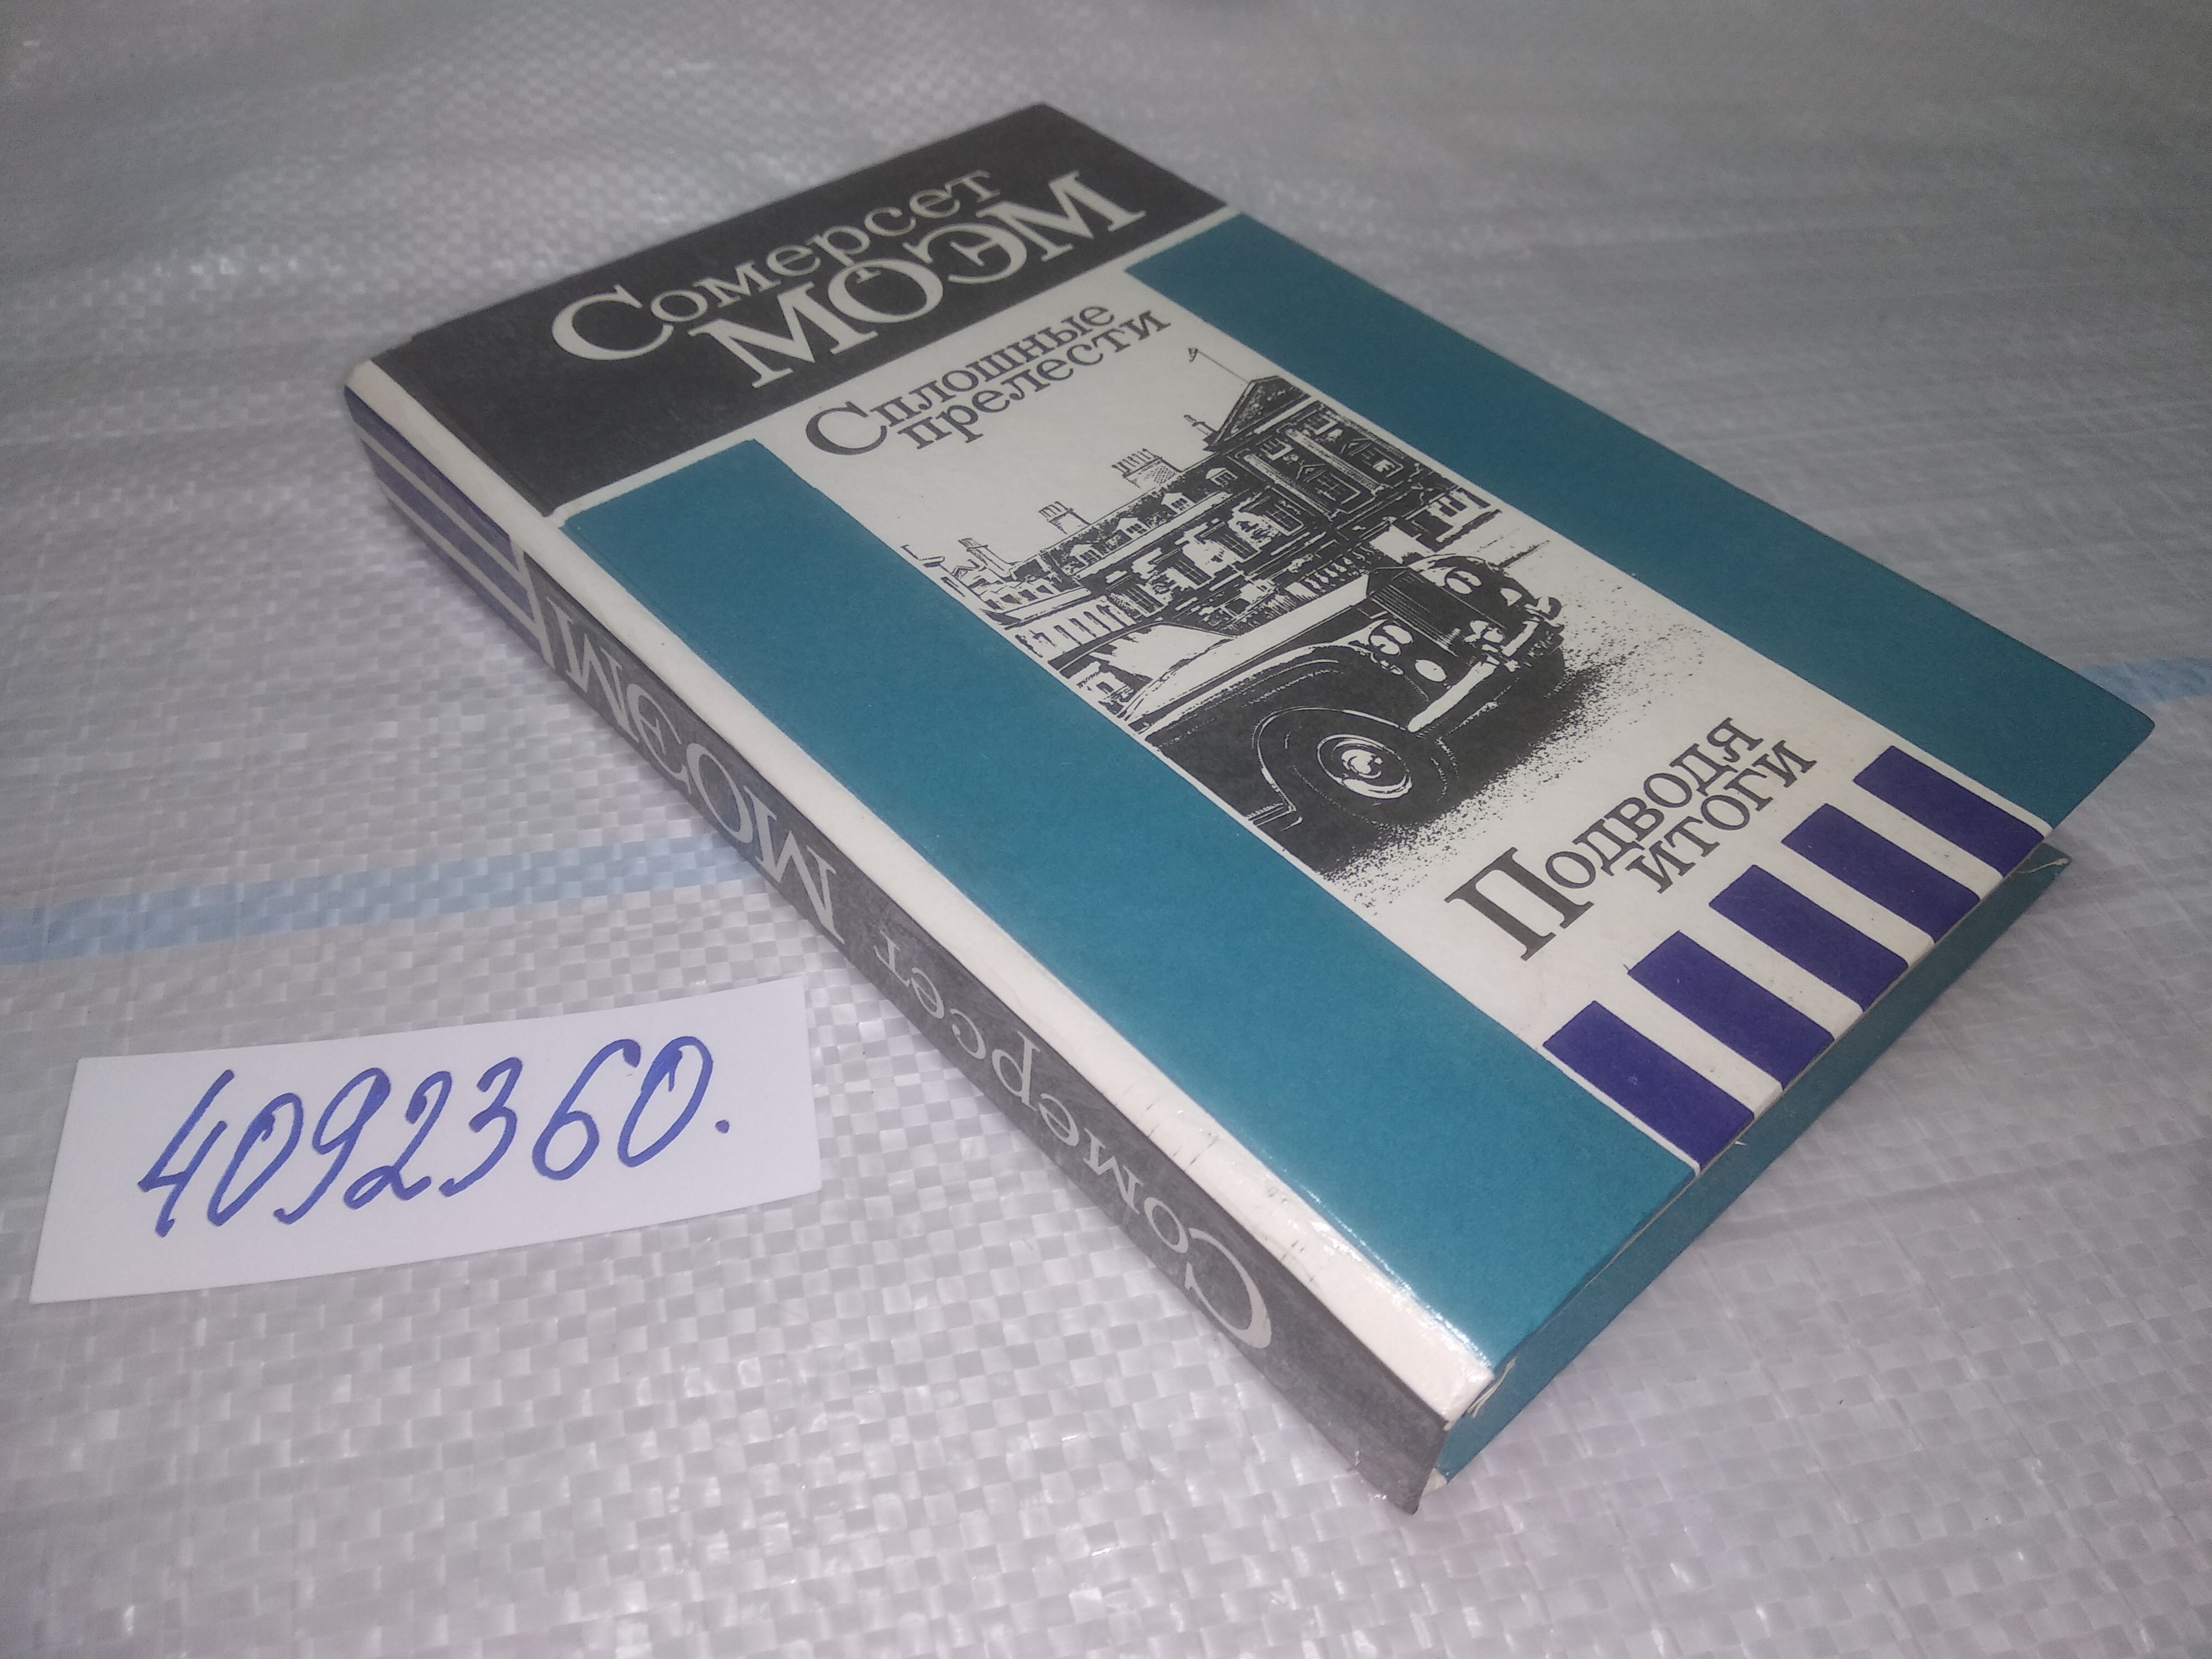 Сомерсет
МОЭМ
Сплошные
прелести
Подводя
итоги
Сомерсет МОЭМ
4092360.